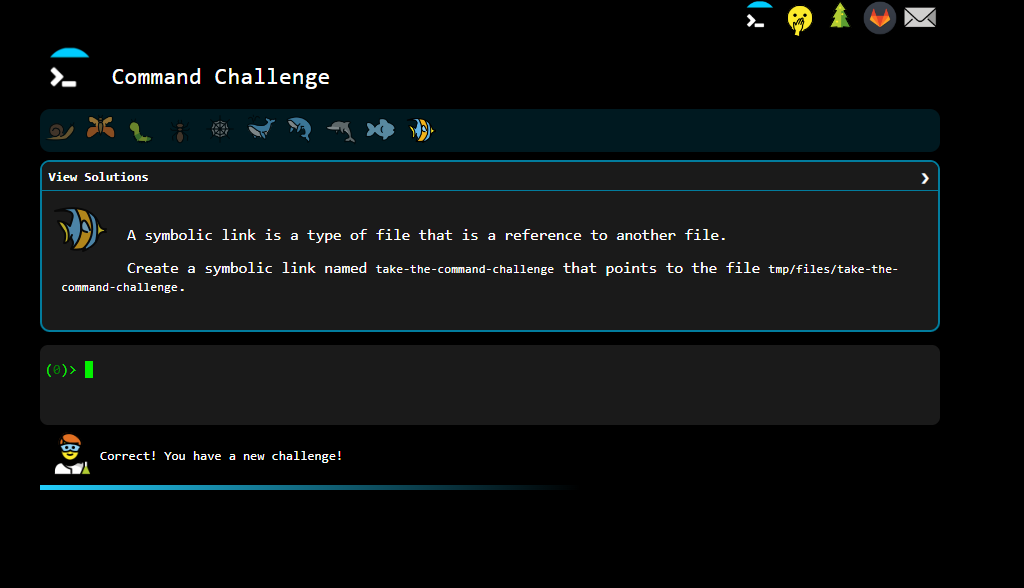 Command Challenge
View Solutions
A symbolic link is a type of file that is a reference to another file.
Create a symbolic link named take-the-command-challenge that points to the file tmp/files/take-the-
command-challenge.
(0)>
Correct! You have a new challenge!